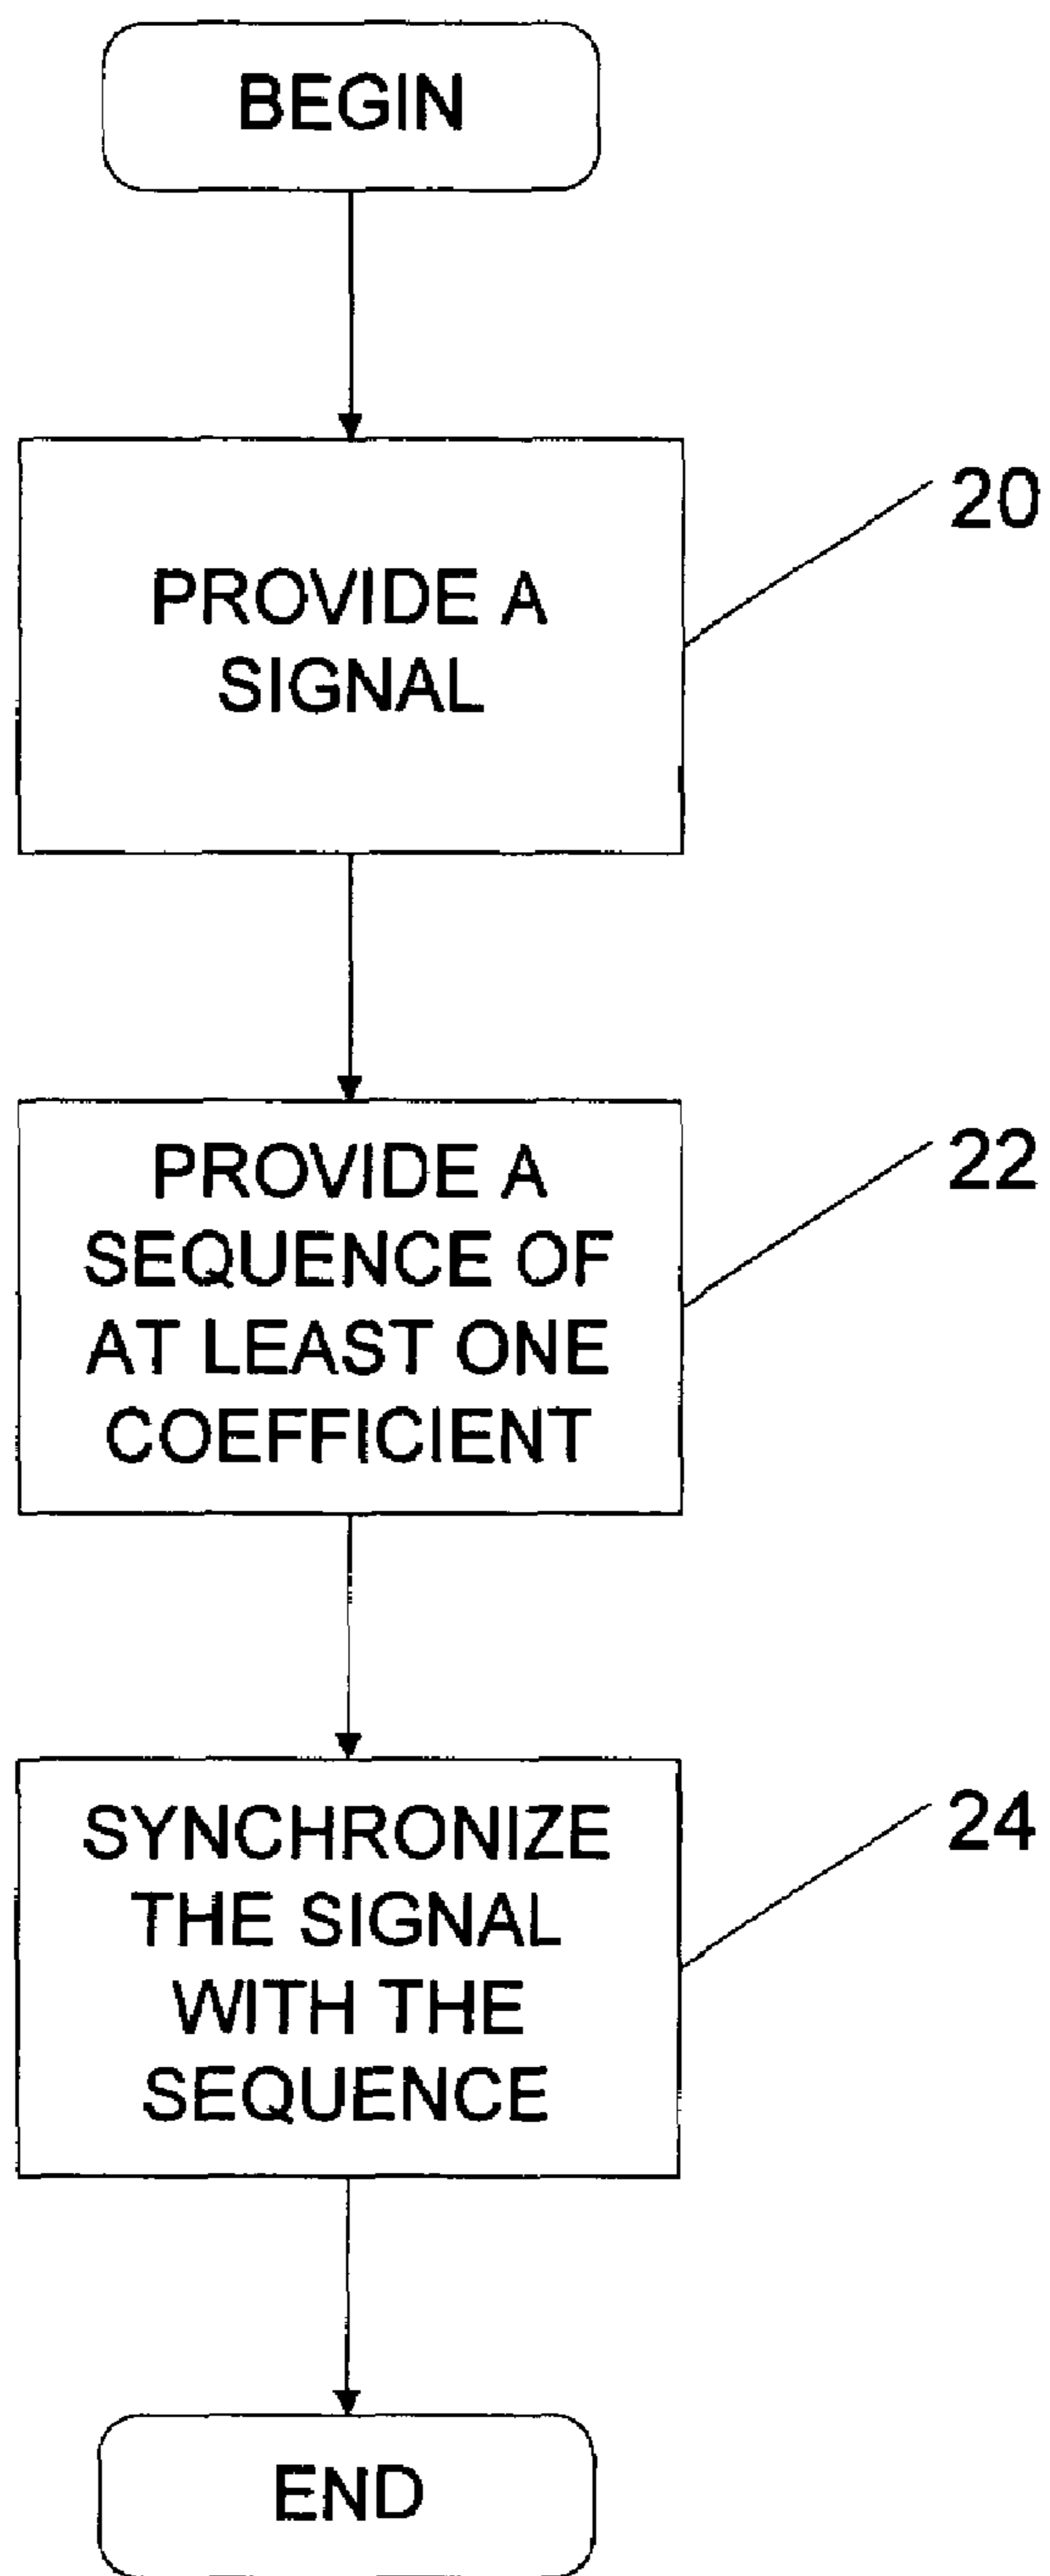 BEGIN
PROVIDE A
SIGNAL
20
PROVIDE A
SEQUENCE OF
AT LEAST ONE
COEFFICIENT
22
SYNCHRONIZE
THE SIGNAL
WITH THE
SEQUENCE
24
END